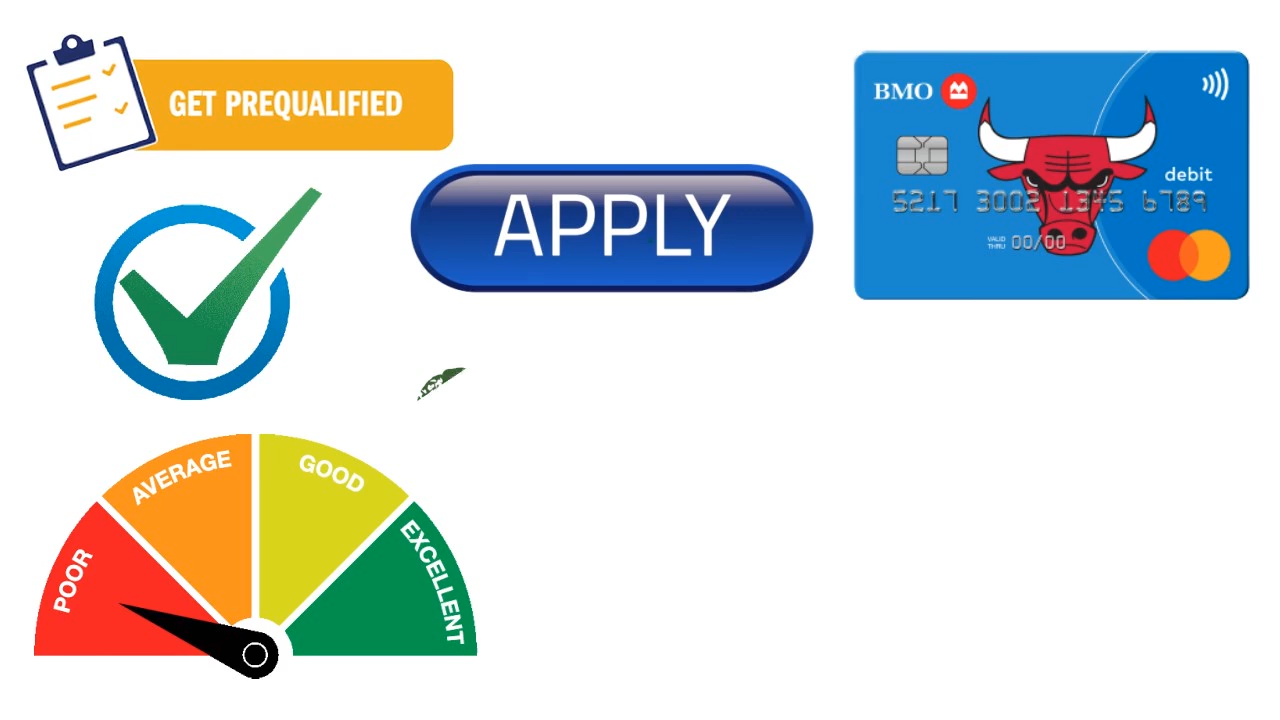 GET PREQUALIFIED
APPLY
BMO
debit
5217 3002 1345 6789
VALID
THRU
00/00
POOR
AVERAGE
GOOD
EXCELLENT